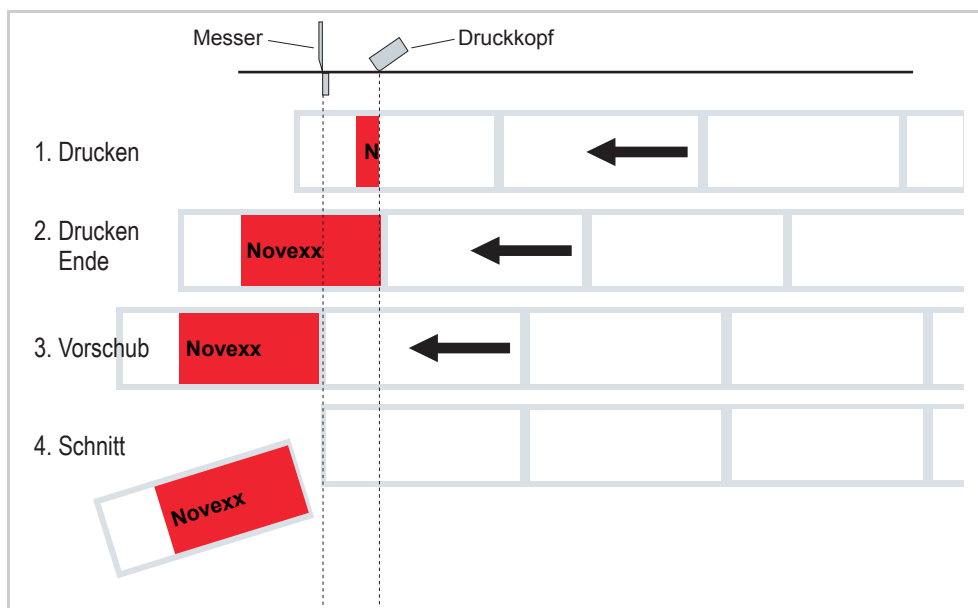 Messer
Druckkopf
1. Drucken
N
2. Drucken
Ende
Novexx
3. Vorschub
Novexx
4. Schnitt
Novexx